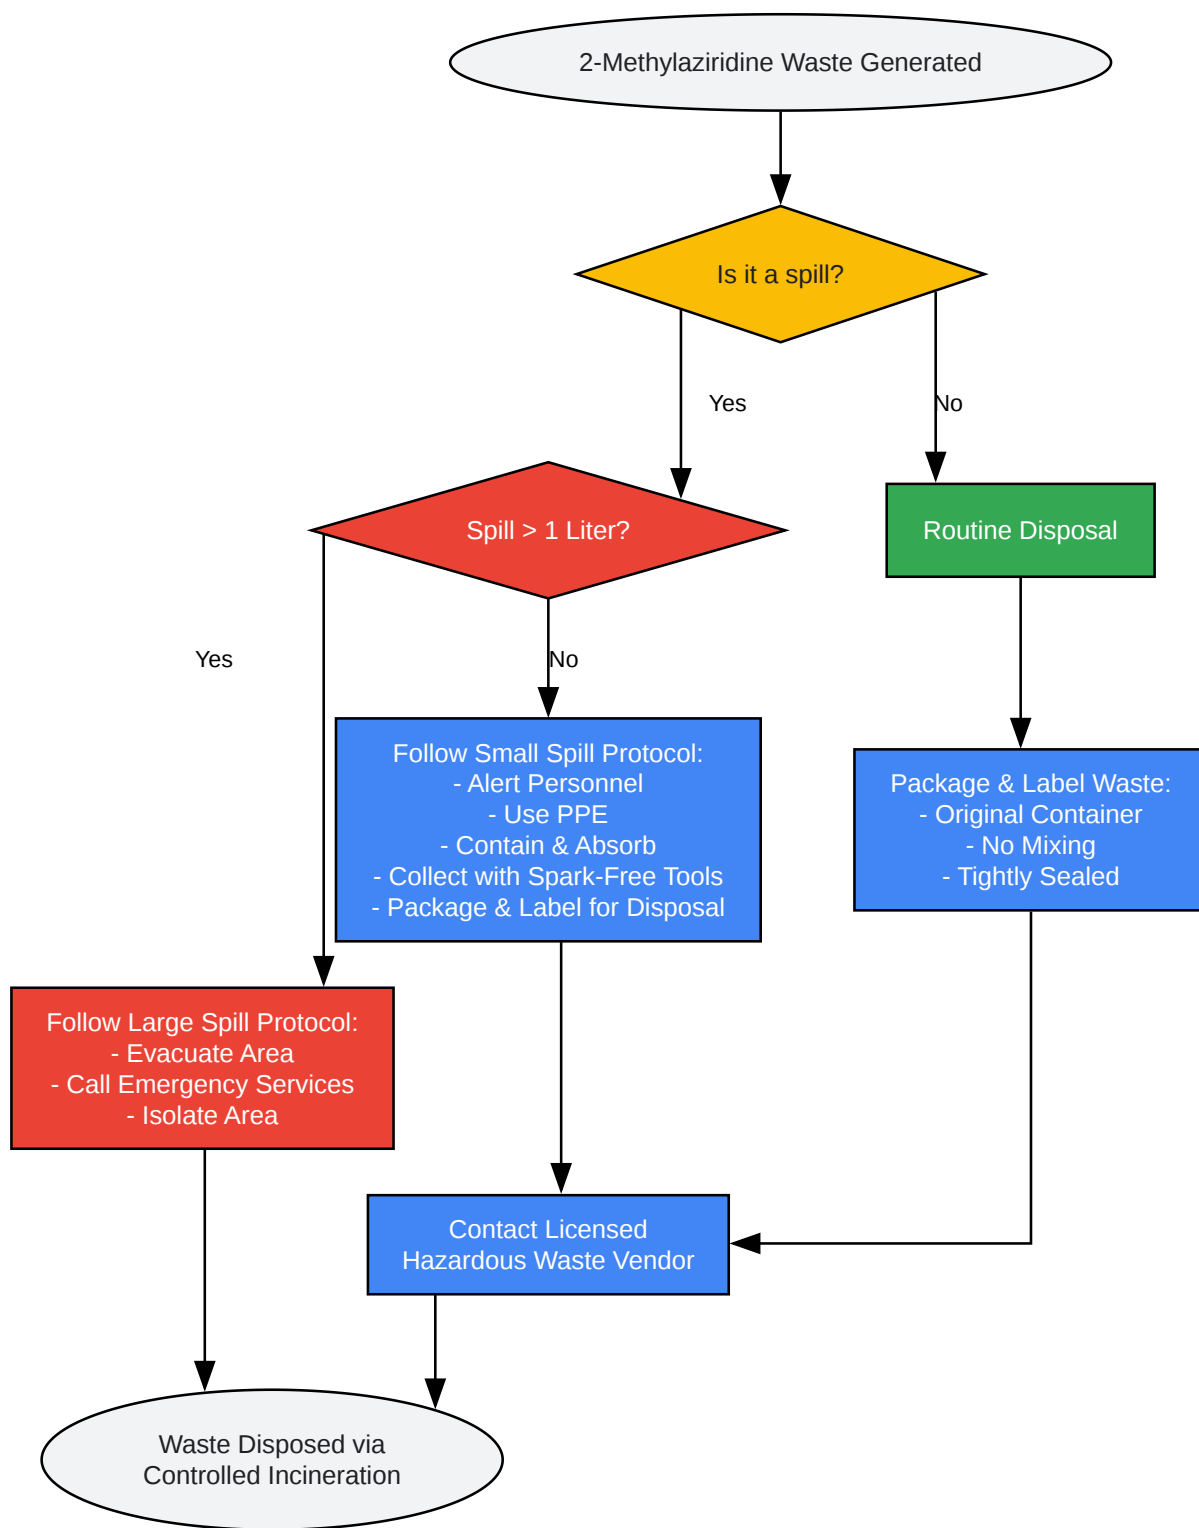 2-Methylaziridine Waste Generated
Is it a spill?
Yes
No
Spill > 1 Liter?
Routine Disposal
Yes
No
Follow Small Spill Protocol:
- Alert Personnel
- Use PPE
- Contain & Absorb
- Collect with Spark-Free Tools
- Package & Label for Disposal
Package & Label Waste:
- Original Container
- No Mixing
- Tightly Sealed
Follow Large Spill Protocol:
- Evacuate Area
- Call Emergency Services
- Isolate Area
Contact Licensed
Hazardous Waste Vendor
Waste Disposed via
Controlled Incineration